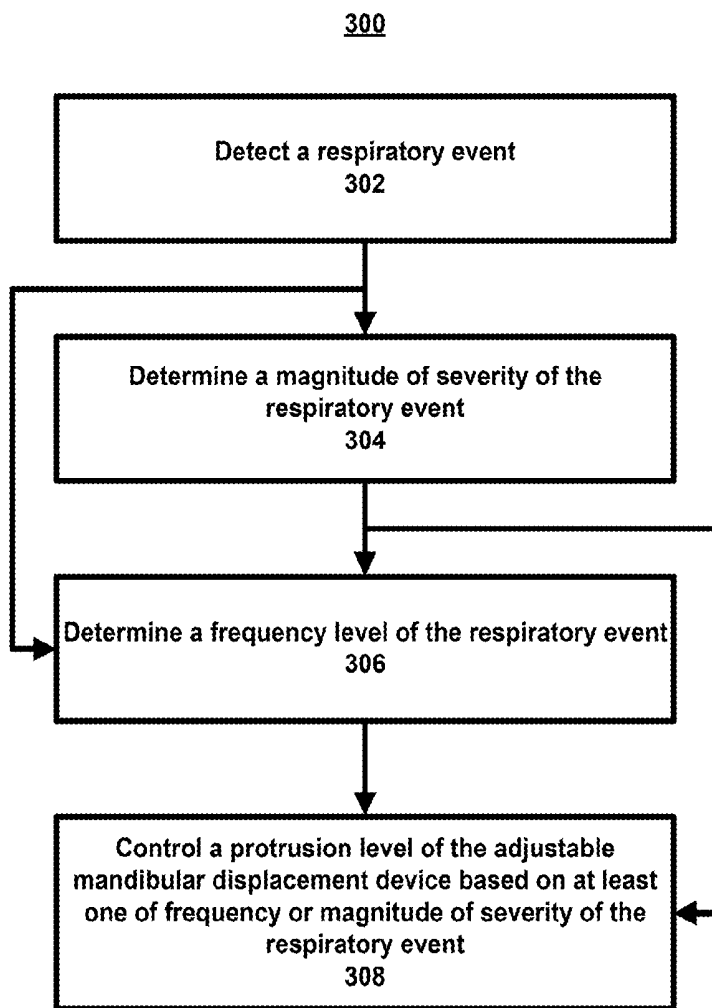 300
Detect a respiratory event
302
Determine a magnitude of severity of the
respiratory event
304
Determine a frequency level of the respiratory event
306
Control a protrusion level of the adjustable
mandibular displacement device based on at least
one of frequency or magnitude of severity of the
respiratory event
308